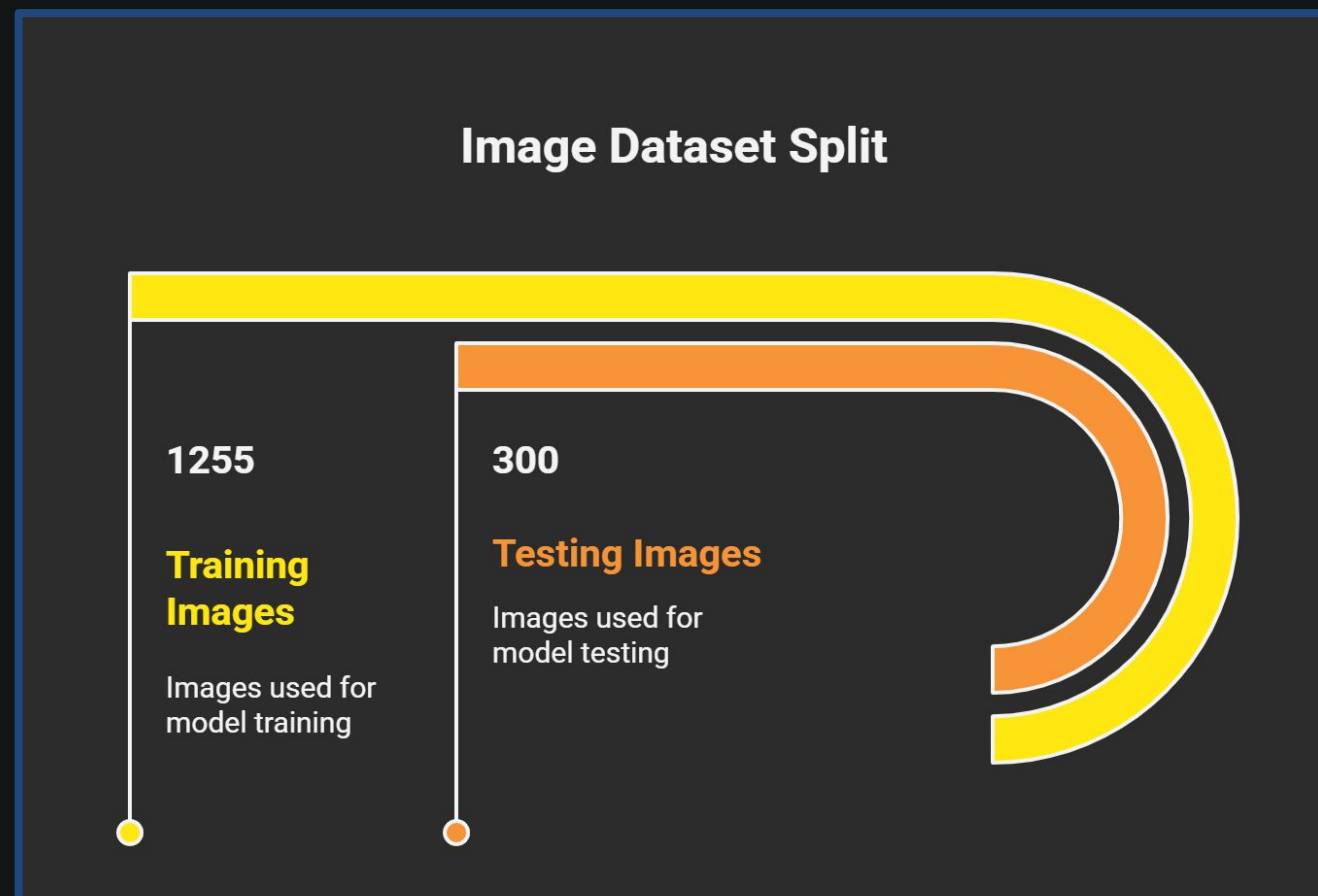 Image Dataset Split
1255
Training
Images
Images used for
model training
300
Testing Images
Images used for
model testing